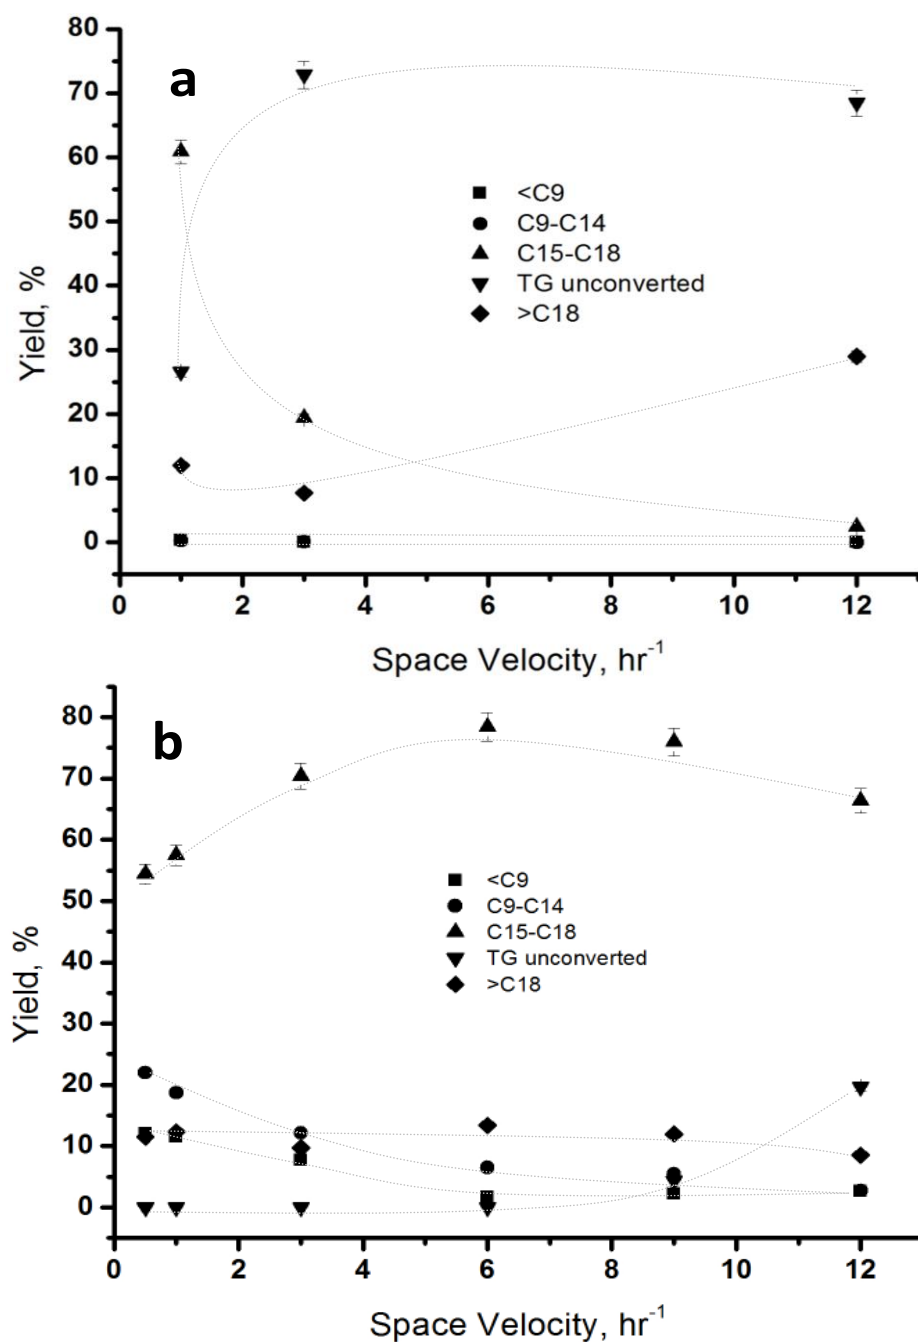 80
a
70
60
50
40
30
20
10
0
Yield, %
<C9
C9-C14
C15-C18
TG unconverted
>C18
0 2 4 6 8 10 12
Space Velocity, hr⁻¹
80
b
70
60
50
40
30
20
10
0
Yield, %
<C9
C9-C14
C15-C18
TG unconverted
>C18
0 2 4 6 8 10 12
Space Velocity, hr⁻¹